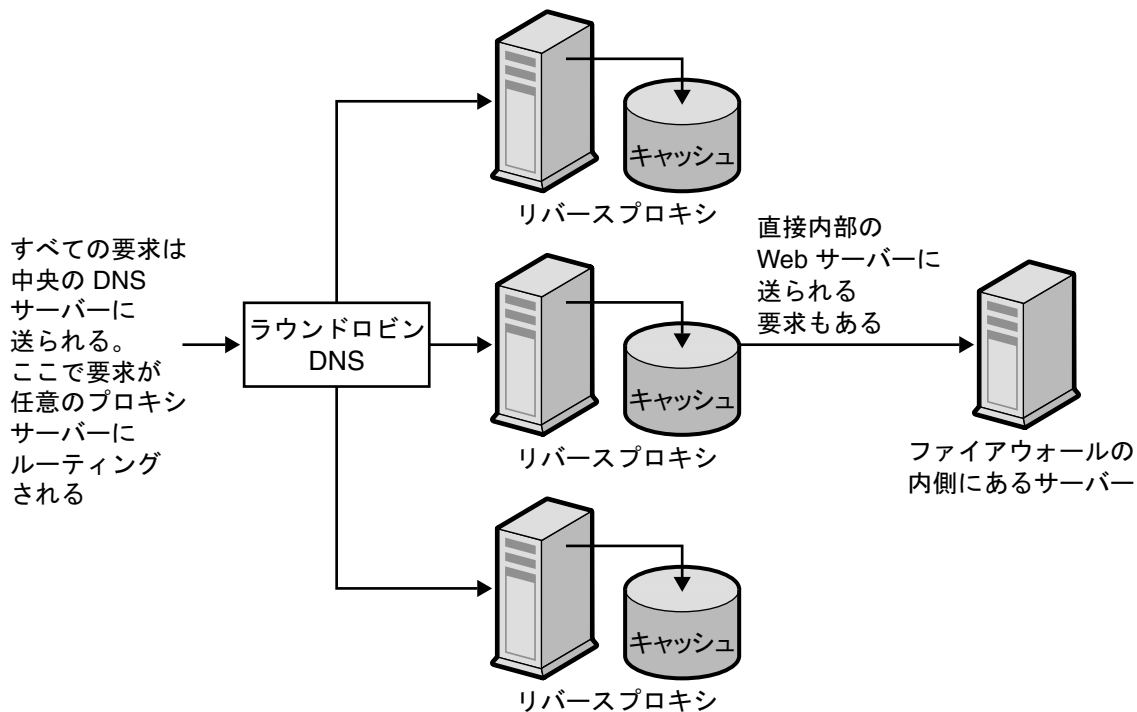 すべての要求は
中央の DNS
サーバーに
送られる。
ここで要求が
任意のプロキシ
サーバーに
ルーティング
される
ラウンドロビン
DNS
キャッシュ
リバースプロキシ
キャッシュ
リバースプロキシ
キャッシュ
リバースプロキシ
直接内部の
Web サーバーに
送られる
要求もある
ファイアウォールの
内側にあるサーバー